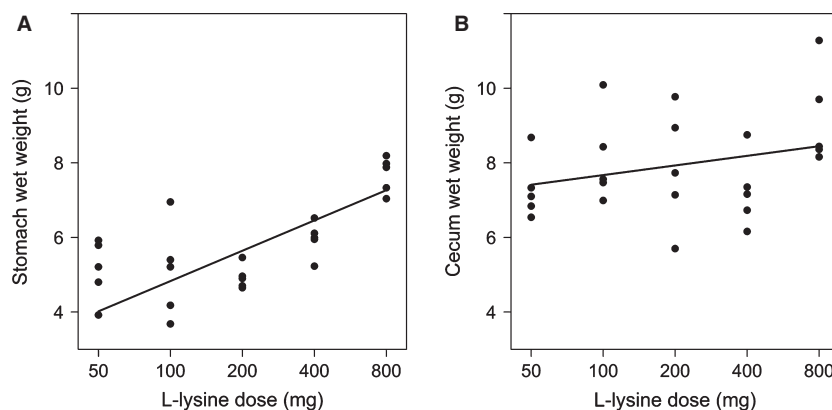 A
Stomach wet weight (g)
10
8
6
4
50 100 200 400 800
L-lysine dose (mg)
B
Cecum wet weight (g)
10
8
6
4
50 100 200 400 800
L-lysine dose (mg)